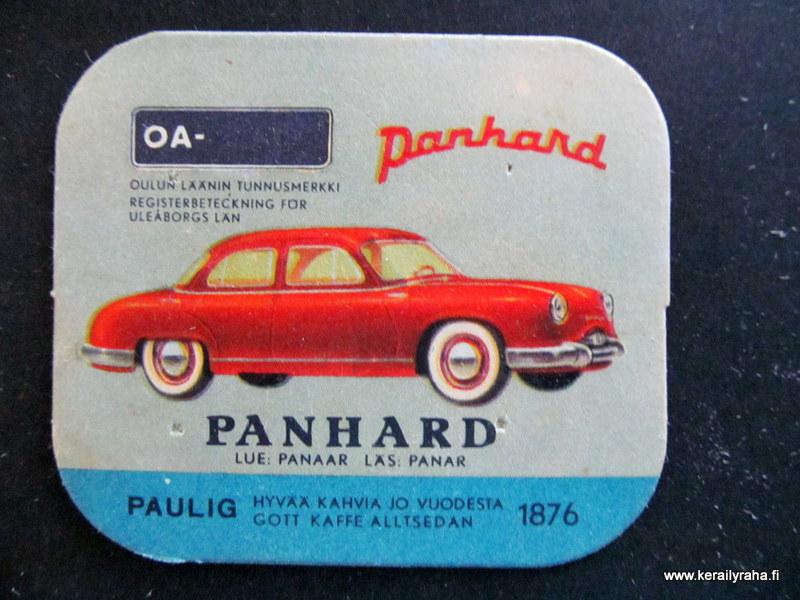 OA-
Panhard
OULUN LÄÄNIN TUNNUSMERKKI
REGISTERBETECKNING FÖR
ULEÅBORGS LÄN
PANHARD
LUE: PANAAR LÄS: PANAR
PAULIG
HYVÄÄ KAHVIA JO VUODESTA
GOTT KAFFE ALLTSEDAN
1876
www.kerailyraha.fi